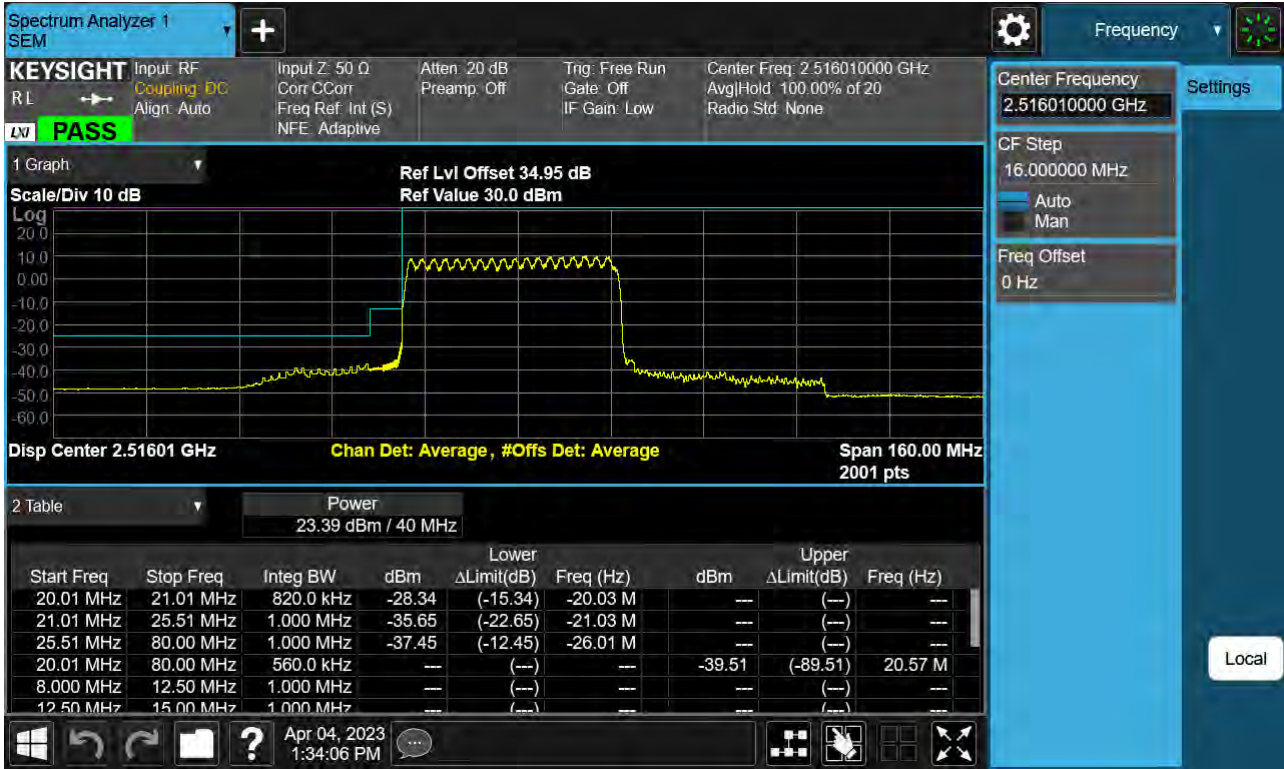 Spectrum Analyzer 1
SEM
Frequency
KEYSIGHT
R L
LXI
PASS
Input: RF
Coupling: DC
Align: Auto
Input Z: 50 Ω
Corr CCorr
Freq Ref: Int (S)
NFE: Adaptive
Atten: 20 dB
Preamp: Off
Trig: Free Run
Gate: Off
IF Gain: Low
Center Freq: 2.516010000 GHz
Avg|Hold: 100.00% of 20
Radio Std: None
Center Frequency
2.516010000 GHz
Settings
CF Step
16.000000 MHz
Auto
Man
Freq Offset
0 Hz
1 Graph
Scale/Div 10 dB
Ref Lvl Offset 34.95 dB
Ref Value 30.0 dBm
Log
20.0
10.0
0.00
-10.0
-20.0
-30.0
-40.0
-50.0
-60.0
Disp Center 2.51601 GHz
Chan Det: Average, #Offs Det: Average
Span 160.00 MHz
2001 pts
2 Table
Power
23.39 dBm / 40 MHz
Lower Upper
Start Freq Stop Freq Integ BW dBm ΔLimit(dB) Freq (Hz) dBm ΔLimit(dB) Freq (Hz)
20.01 MHz 21.01 MHz 820.0 kHz -28.34 (-15.34) -20.03 M --- (---) ---
21.01 MHz 25.51 MHz 1.000 MHz -35.65 (-22.65) -21.03 M --- (---) ---
25.51 MHz 80.00 MHz 1.000 MHz -37.45 (-12.45) -26.01 M --- (---) ---
20.01 MHz 80.00 MHz 560.0 kHz --- (---) --- -39.51 (-89.51) 20.57 M
8.000 MHz 12.50 MHz 1.000 MHz --- (---) --- --- (---) ---
12.50 MHz 15.00 MHz 1.000 MHz --- (---) --- --- (---) ---
Local
?
Apr 04, 2023
1:34:06 PM